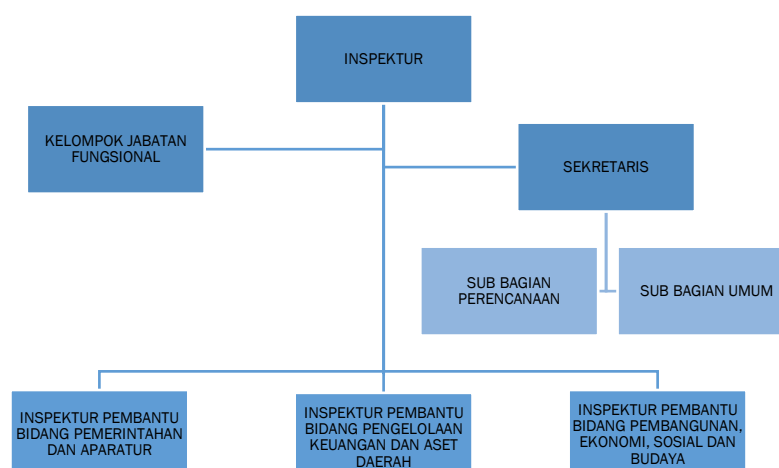 INSPEKTUR
KELOMPOK JABATAN
FUNGSIONAL
SEKRETARIS
SUB BAGIAN
PERENCANAAN
SUB BAGIAN UMUM
INSPEKTUR PEMBANTU
BIDANG PEMERINTAHAN
DAN APARATUR
INSPEKTUR PEMBANTU
BIDANG PENGELOLAAN
KEUANGAN DAN ASET
DAERAH
INSPEKTUR PEMBANTU
BIDANG PEMBANGUNAN,
EKONOMI, SOSIAL DAN
BUDAYA